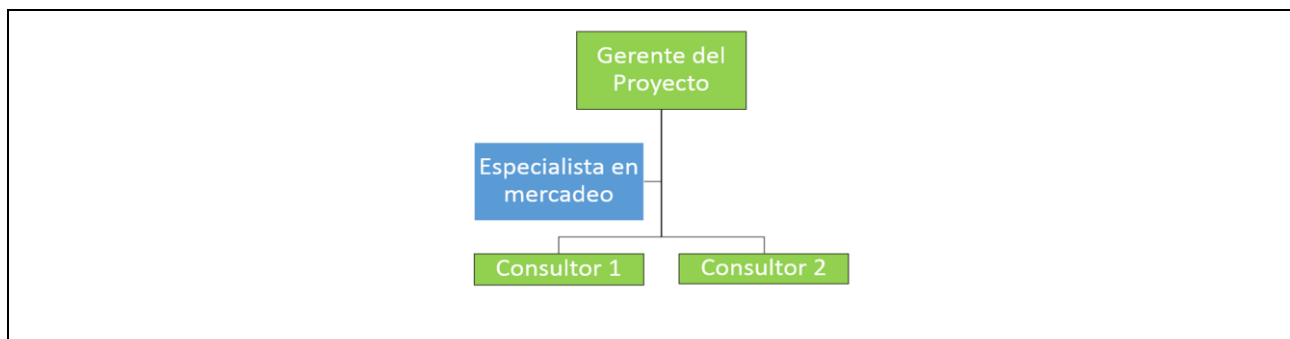 Gerente del
Proyecto
Especialista en
mercadeo
Consultor 1
Consultor 2